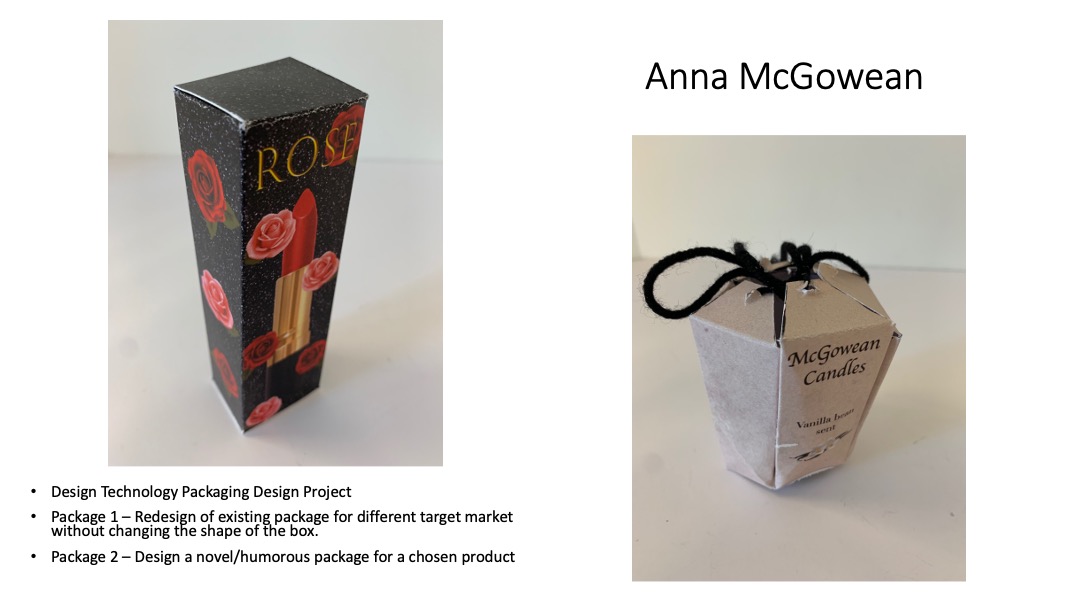 Anna McGowean
ROSE
McGowean
Candles
Vanilla bean
sent
• Design Technology Packaging Design Project
• Package 1 – Redesign of existing package for different target market
without changing the shape of the box.
• Package 2 – Design a novel/humorous package for a chosen product